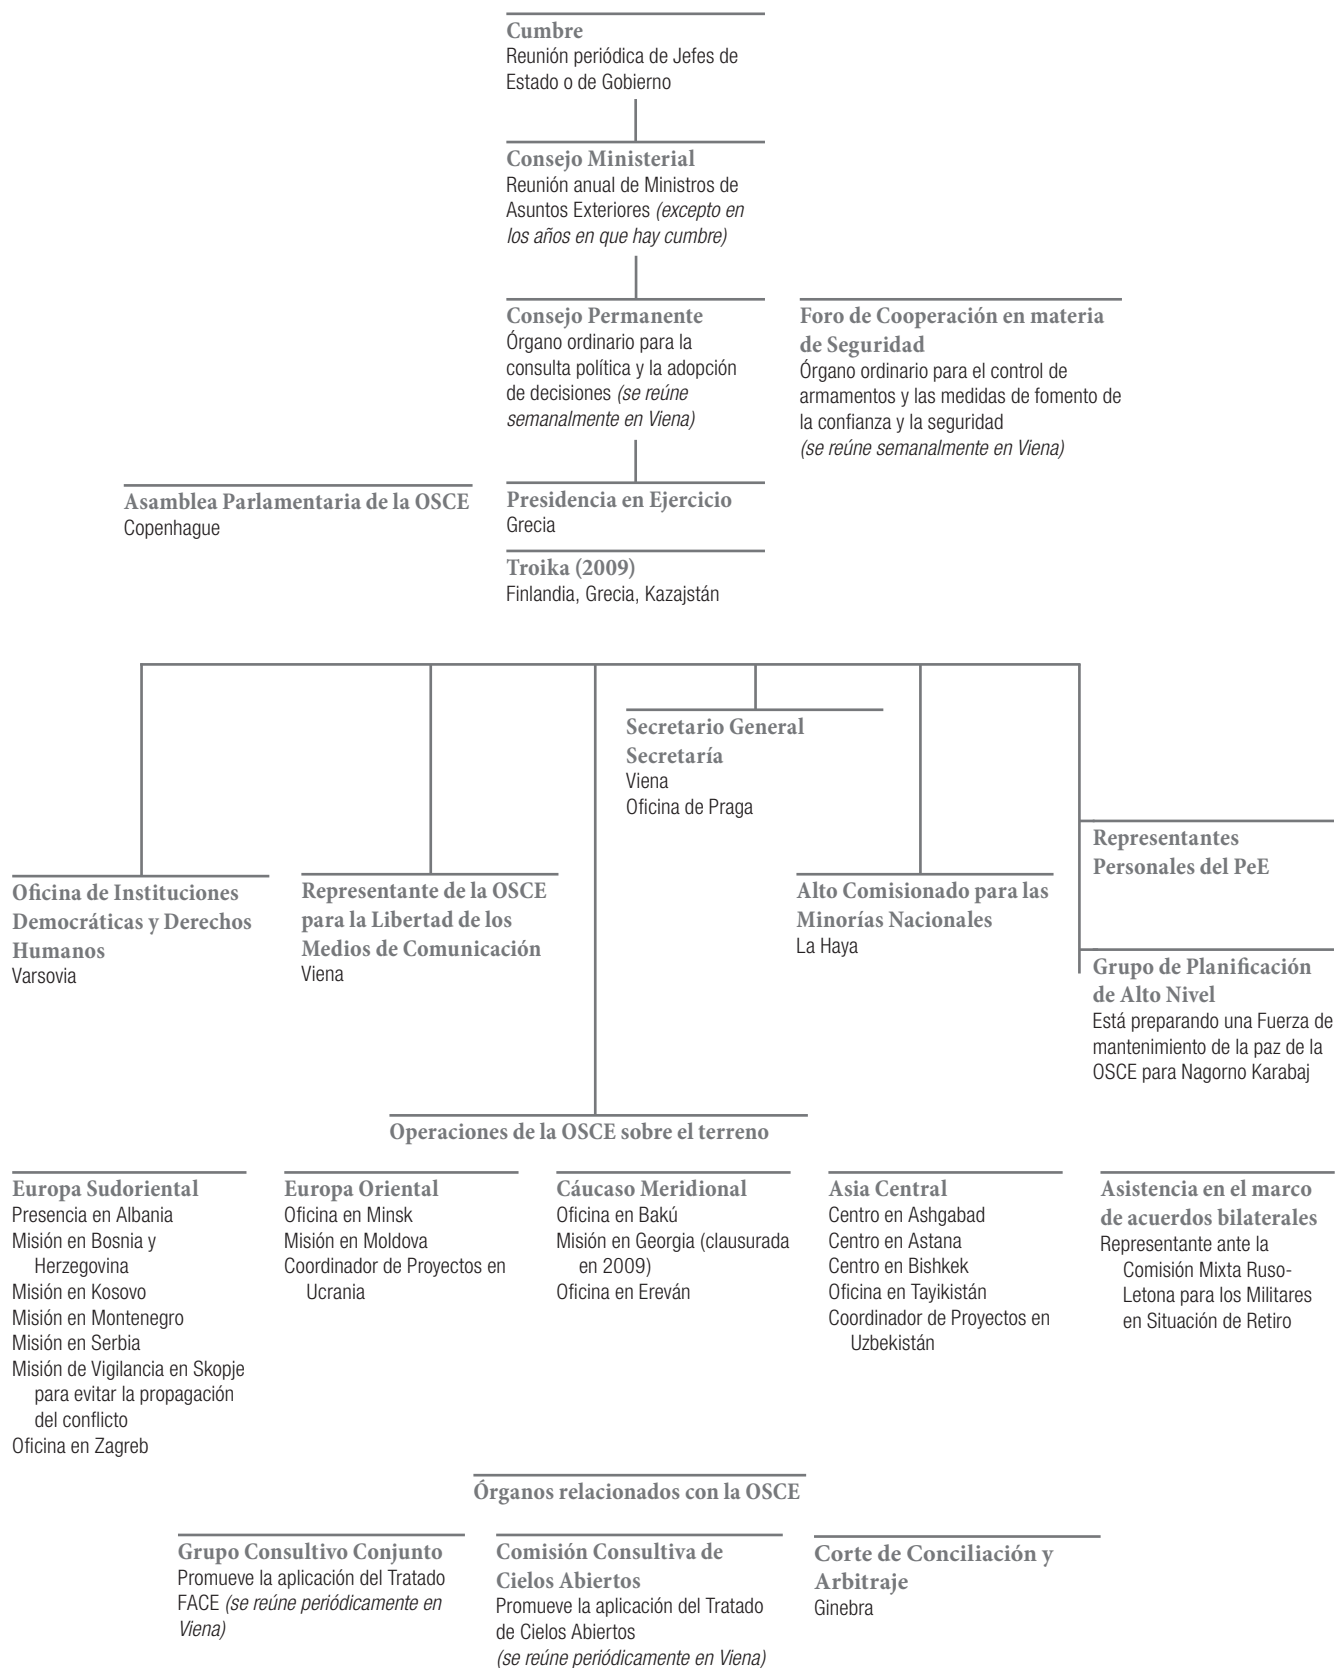 Cumbre
Reunión periódica de Jefes de
Estado o de Gobierno
Consejo Ministerial
Reunión anual de Ministros de
Asuntos Exteriores (excepto en
los años en que hay cumbre)
Consejo Permanente
Órgano ordinario para la
consulta política y la adopción
de decisiones (se reúne
semanalmente en Viena)
Foro de Cooperación en materia
de Seguridad
Órgano ordinario para el control de
armamentos y las medidas de fomento de
la confianza y la seguridad
(se reúne semanalmente en Viena)
Asamblea Parlamentaria de la OSCE
Copenhague
Presidencia en Ejercicio
Grecia
Troika (2009)
Finlandia, Grecia, Kazajstán
Secretario General
Secretaría
Viena
Oficina de Praga
Representantes
Personales del PeE
Oficina de Instituciones
Democráticas y Derechos
Humanos
Varsovia
Representante de la OSCE
para la Libertad de los
Medios de Comunicación
Viena
Alto Comisionado para las
Minorías Nacionales
La Haya
Grupo de Planificación
de Alto Nivel
Está preparando una Fuerza de
mantenimiento de la paz de la
OSCE para Nagorno Karabaj
Operaciones de la OSCE sobre el terreno
Europa Sudoriental
Presencia en Albania
Misión en Bosnia y
Herzegovina
Misión en Kosovo
Misión en Montenegro
Misión en Serbia
Misión de Vigilancia en Skopje
para evitar la propagación
del conflicto
Oficina en Zagreb
Europa Oriental
Oficina en Minsk
Misión en Moldova
Coordinador de Proyectos en
Ucrania
Cáucaso Meridional
Oficina en Bakú
Misión en Georgia (clausurada
en 2009)
Oficina en Ereván
Asia Central
Centro en Ashgabad
Centro en Astana
Centro en Bishkek
Oficina en Tayikistán
Coordinador de Proyectos en
Uzbekistán
Asistencia en el marco
de acuerdos bilaterales
Representante ante la
Comisión Mixta Ruso-
Letona para los Militares
en Situación de Retiro
Órganos relacionados con la OSCE
Grupo Consultivo Conjunto
Promueve la aplicación del Tratado
FACE (se reúne periódicamente en
Viena)
Comisión Consultiva de
Cielos Abiertos
Promueve la aplicación del Tratado
de Cielos Abiertos
(se reúne periódicamente en Viena)
Corte de Conciliación y
Arbitraje
Ginebra